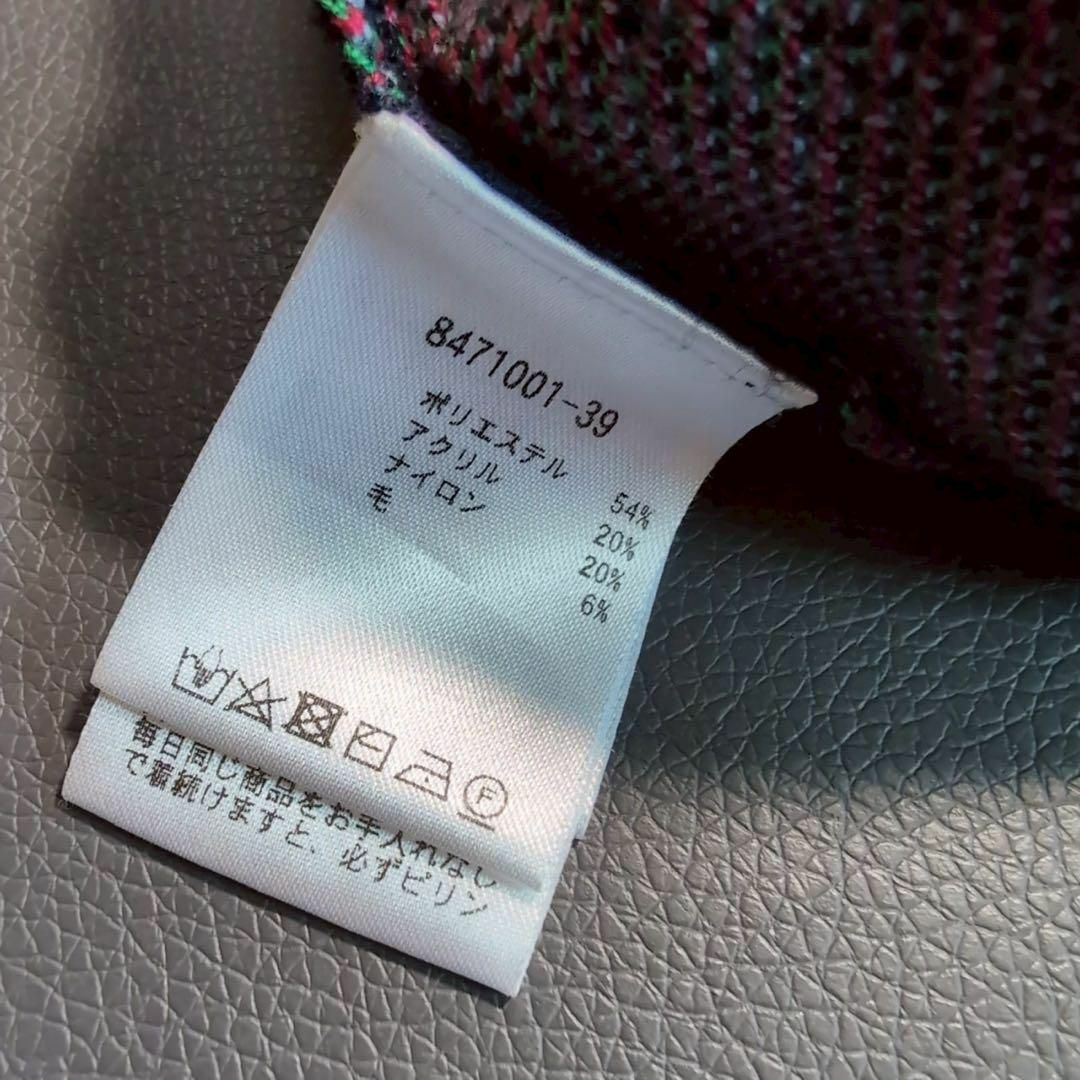 8471001-39
ポリエステル 54%
アクリル 20%
ナイロン 20%
毛 6%
F
毎日同じ商品をお手入れなし
で着続けますと、必ずピリン